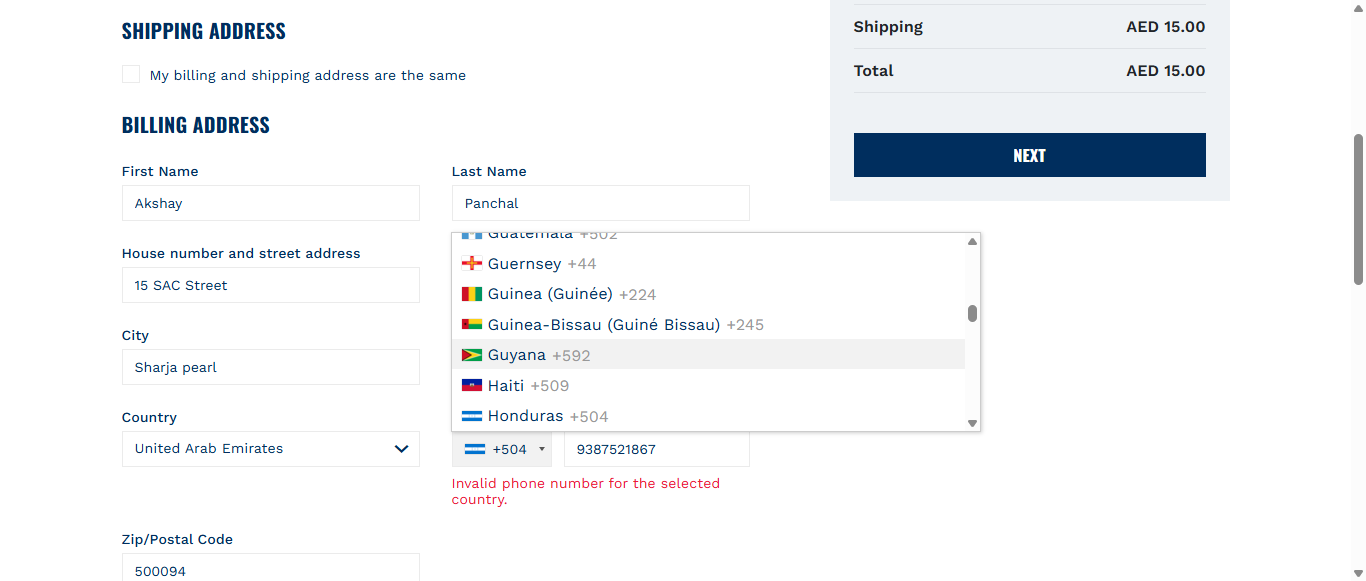 SHIPPING ADDRESS
My billing and shipping address are the same
BILLING ADDRESS
First Name
Last Name
Akshay
Panchal
House number and street address
15 SAC Street
City
Sharja pearl
Country
United Arab Emirates
Guatemala +502
Guernsey +44
Guinea (Guinée) +224
Guinea-Bissau (Guiné Bissau) +245
Guyana +592
Haiti +509
Honduras +504
+504
9387521867
Invalid phone number for the selected
country.
Zip/Postal Code
500094
Shipping AED 15.00
Total AED 15.00
NEXT